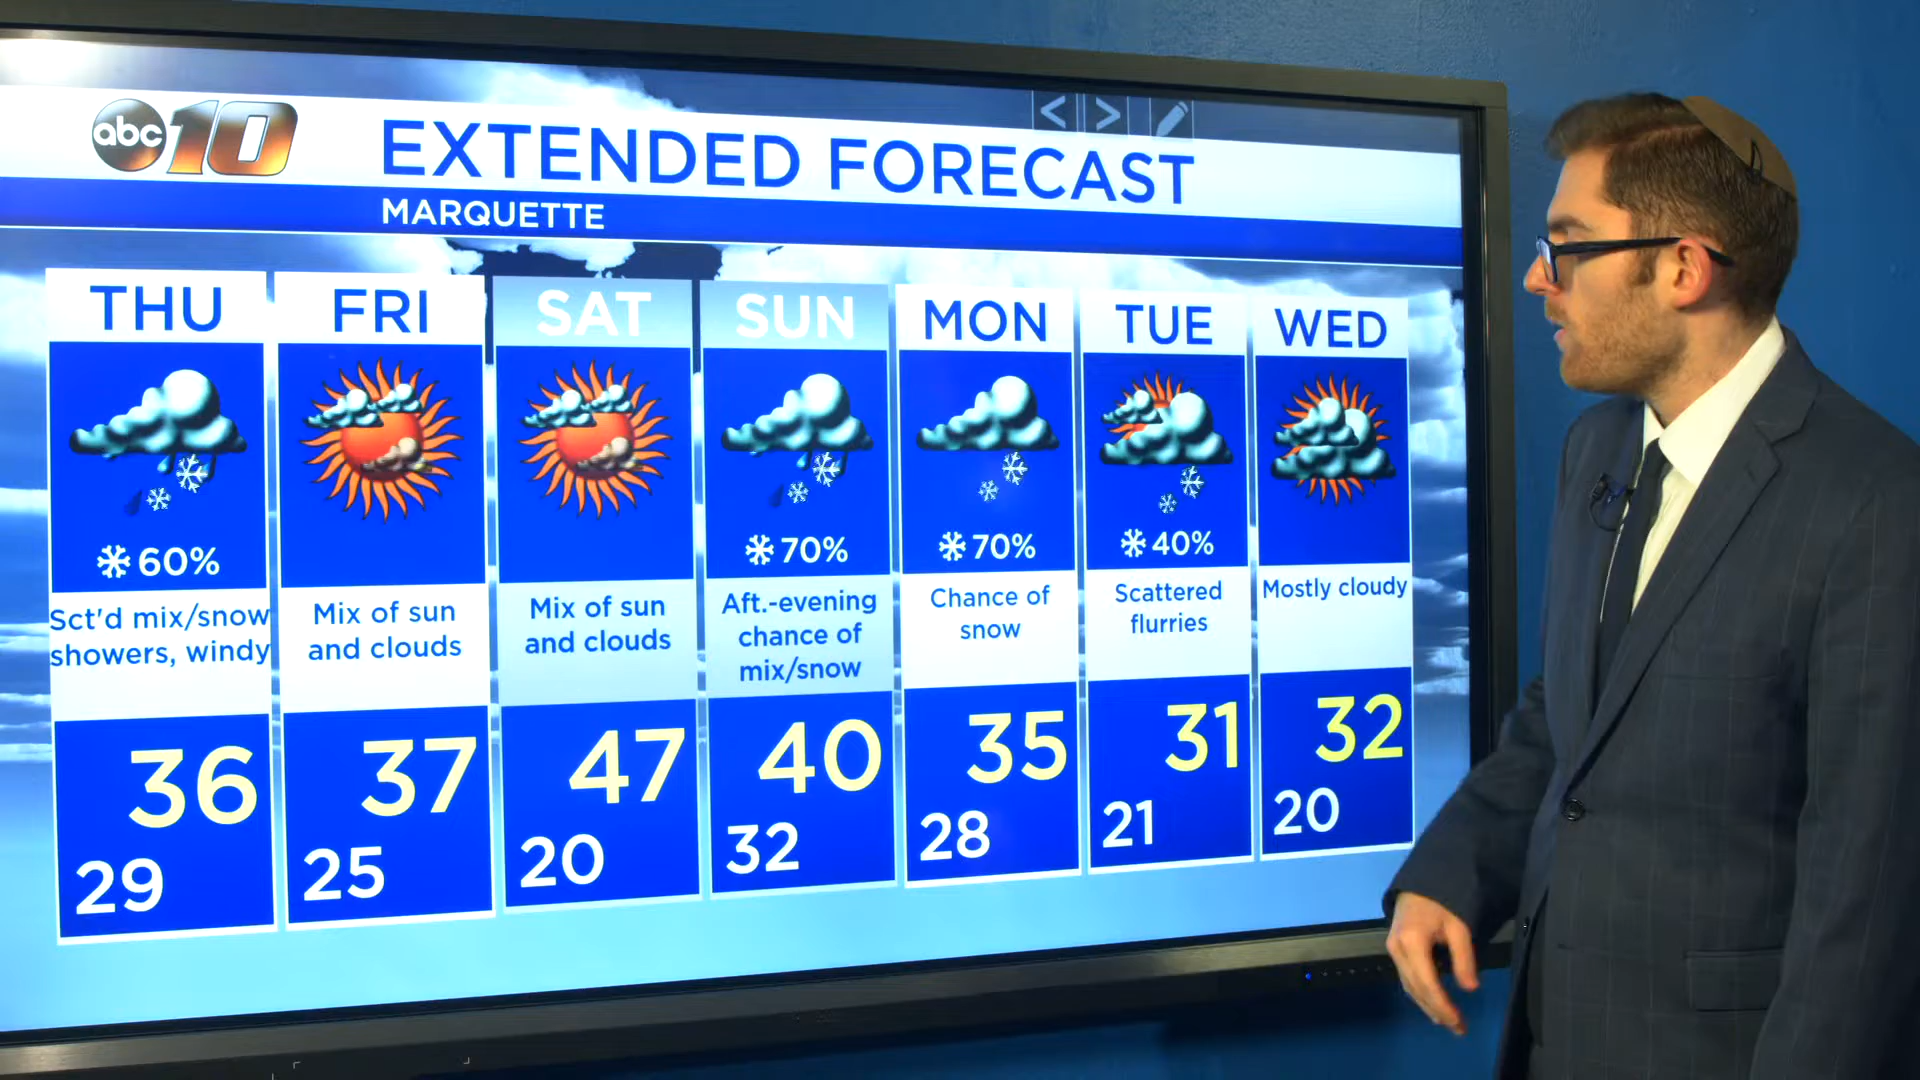 abc 10
EXTENDED FORECAST
MARQUETTE
THU
FRI
SAT
SUN
MON
TUE
WED
60%
70%
70%
40%
Sct'd mix/snow
showers, windy
Mix of sun
and clouds
Mix of sun
and clouds
Aft.-evening
chance of
mix/snow
Chance of
snow
Scattered
flurries
Mostly cloudy
36
29
37
25
47
20
40
32
35
28
31
21
32
20